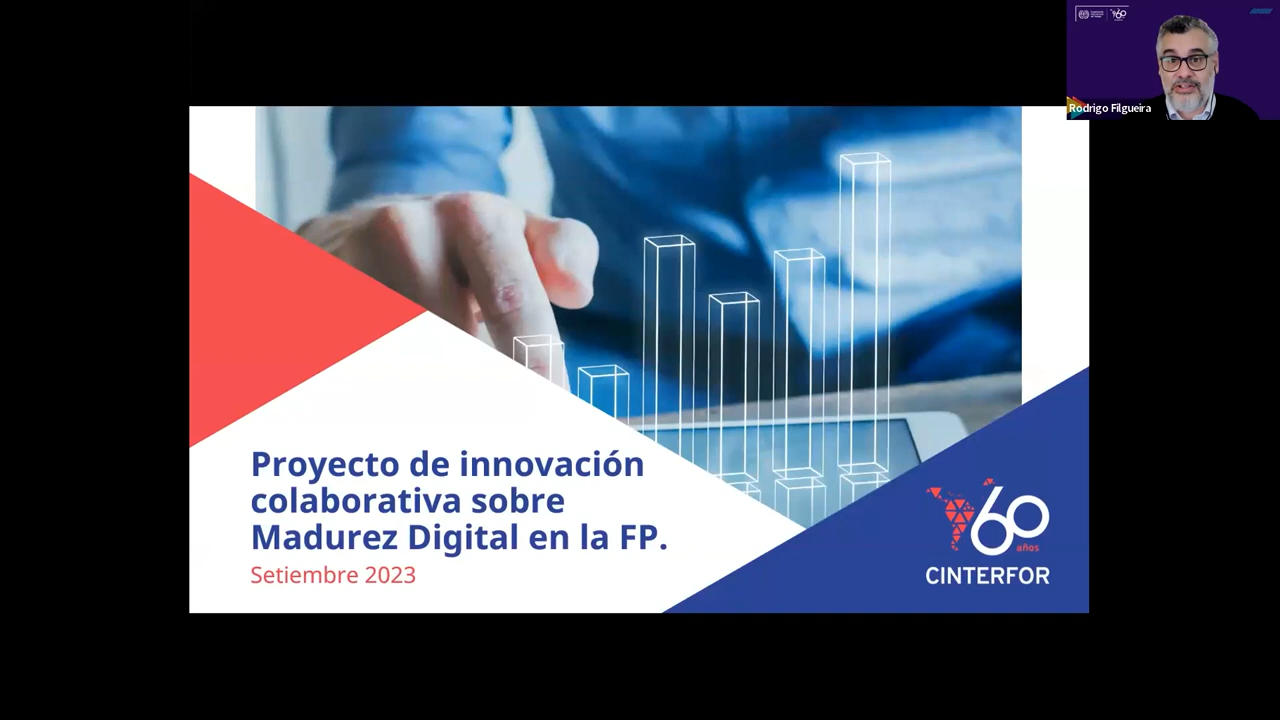 Rodrigo Filgueira
Proyecto de innovación
colaborativa sobre
Madurez Digital en la FP.
Setiembre 2023
60
años
CINTERFOR